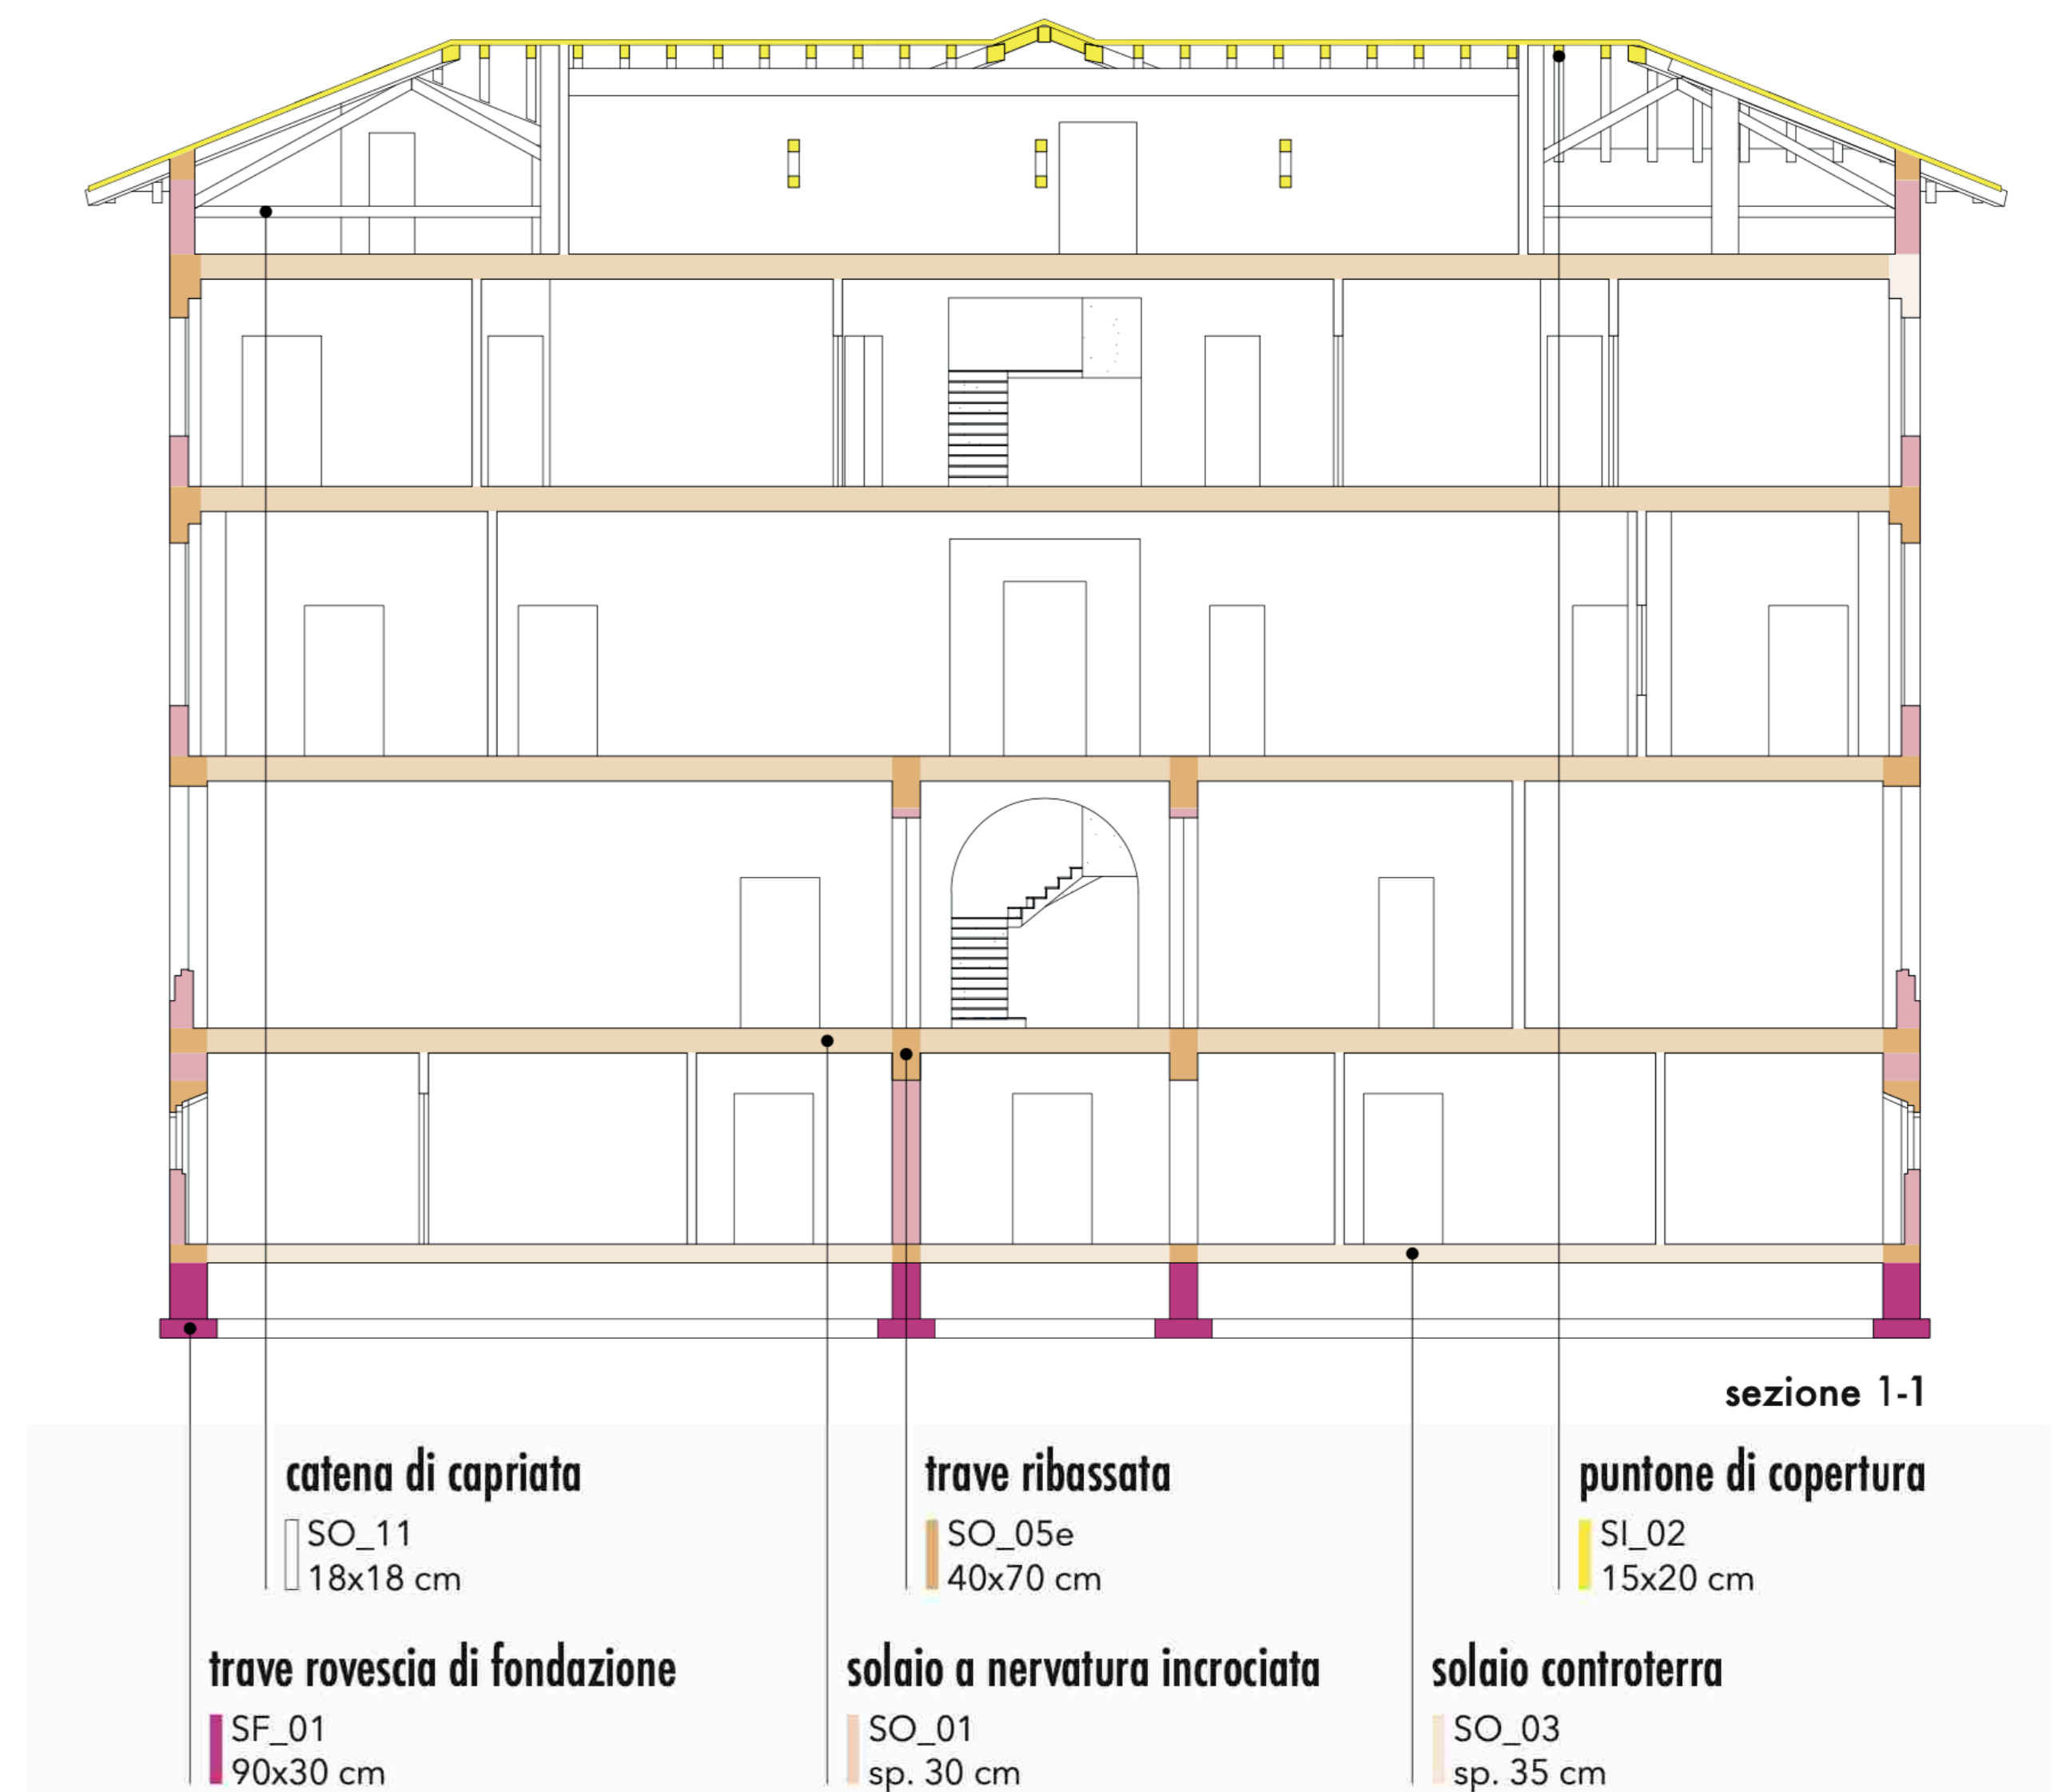 sezione 1-1
catena di capriata
SO_11
18x18 cm
trave ribassata
SO_05e
40x70 cm
puntone di copertura
SI_02
15x20 cm
trave rovescia di fondazione
SF_01
90x30 cm
solaio a nervatura incrociata
SO_01
sp. 30 cm
solaio controterra
SO_03
sp. 35 cm